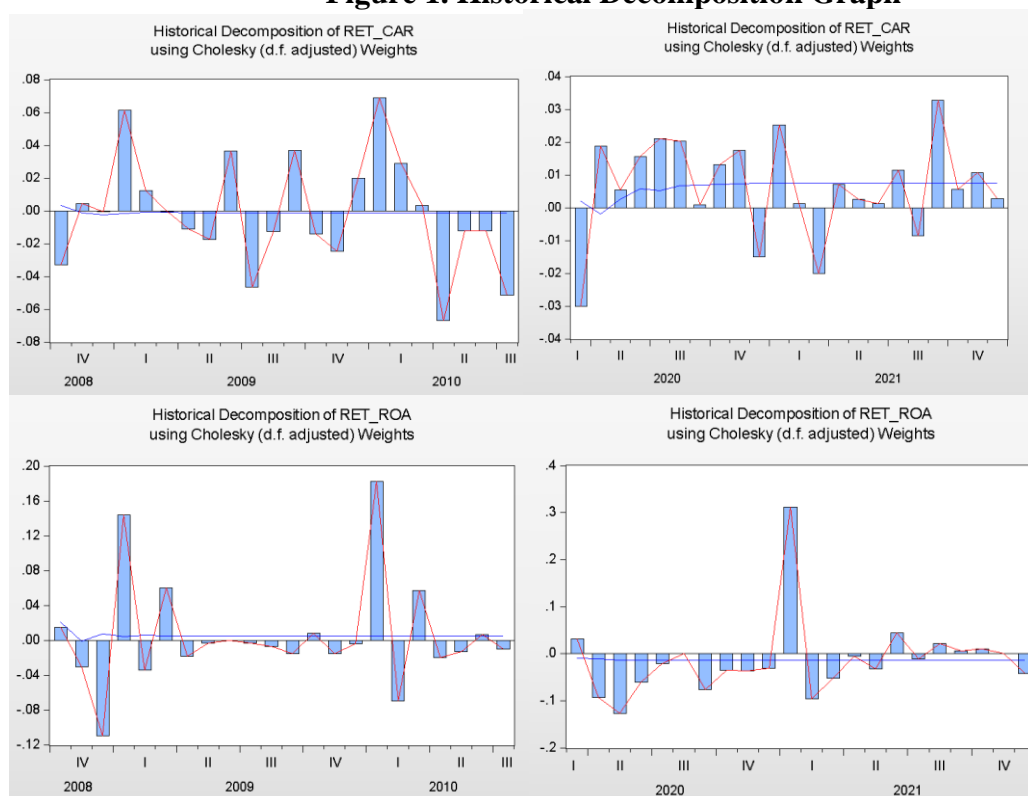 Figure 1. Historical Decomposition Graph
Historical Decomposition of RET_CAR
using Cholesky (d.f. adjusted) Weights
.08
.06
.04
.02
.00
-.02
-.04
-.06
-.08
IV I II III IV I II III
2008 2009 2010
Historical Decomposition of RET_CAR
using Cholesky (d.f. adjusted) Weights
.04
.03
.02
.01
.00
-.01
-.02
-.03
-.04
I II III IV I II III IV
2020 2021
Historical Decomposition of RET_ROA
using Cholesky (d.f. adjusted) Weights
.20
.16
.12
.08
.04
.00
-.04
-.08
-.12
IV I II III IV I II III
2008 2009 2010
Historical Decomposition of RET_ROA
using Cholesky (d.f. adjusted) Weights
.4
.3
.2
.1
.0
-.1
-.2
I II III IV I II III IV
2020 2021